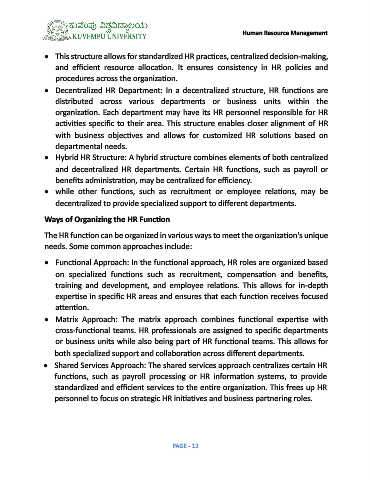 ಕುವೆಂಪು ವಿಶ್ವವಿದ್ಯಾಲಯ
KUVEMPU UNIVERSITY
Human Resource Management
• This structure allows for standardized HR practices, centralized decision-making,
and efficient resource allocation. It ensures consistency in HR policies and
procedures across the organization.
• Decentralized HR Department: In a decentralized structure, HR functions are
distributed across various departments or business units within the
organization. Each department may have its HR personnel responsible for HR
activities specific to their area. This structure enables closer alignment of HR
with business objectives and allows for customized HR solutions based on
departmental needs.
• Hybrid HR Structure: A hybrid structure combines elements of both centralized
and decentralized HR departments. Certain HR functions, such as payroll or
benefits administration, may be centralized for efficiency.
• while other functions, such as recruitment or employee relations, may be
decentralized to provide specialized support to different departments.
Ways of Organizing the HR Function
The HR function can be organized in various ways to meet the organization's unique
needs. Some common approaches include:
• Functional Approach: In the functional approach, HR roles are organized based
on specialized functions such as recruitment, compensation and benefits,
training and development, and employee relations. This allows for in-depth
expertise in specific HR areas and ensures that each function receives focused
attention.
• Matrix Approach: The matrix approach combines functional expertise with
cross-functional teams. HR professionals are assigned to specific departments
or business units while also being part of HR functional teams. This allows for
both specialized support and collaboration across different departments.
• Shared Services Approach: The shared services approach centralizes certain HR
functions, such as payroll processing or HR information systems, to provide
standardized and efficient services to the entire organization. This frees up HR
personnel to focus on strategic HR initiatives and business partnering roles.
PAGE - 12